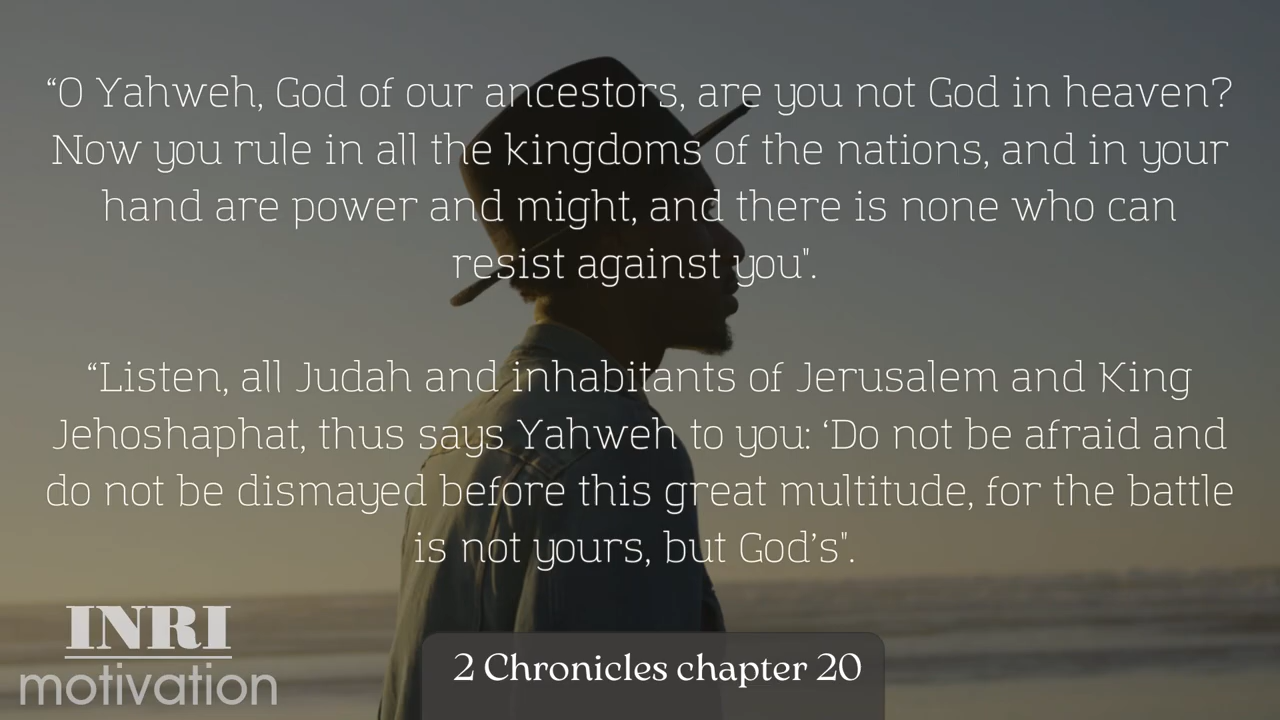 “O Yahweh, God of our ancestors, are you not God in heaven?
Now you rule in all the kingdoms of the nations, and in your
hand are power and might, and there is none who can
resist against you".
“Listen, all Judah and inhabitants of Jerusalem and King
Jehoshaphat, thus says Yahweh to you: ‘Do not be afraid and
do not be dismayed before this great multitude, for the battle
is not yours, but God’s".
INRI
motivation
2 Chronicles chapter 20